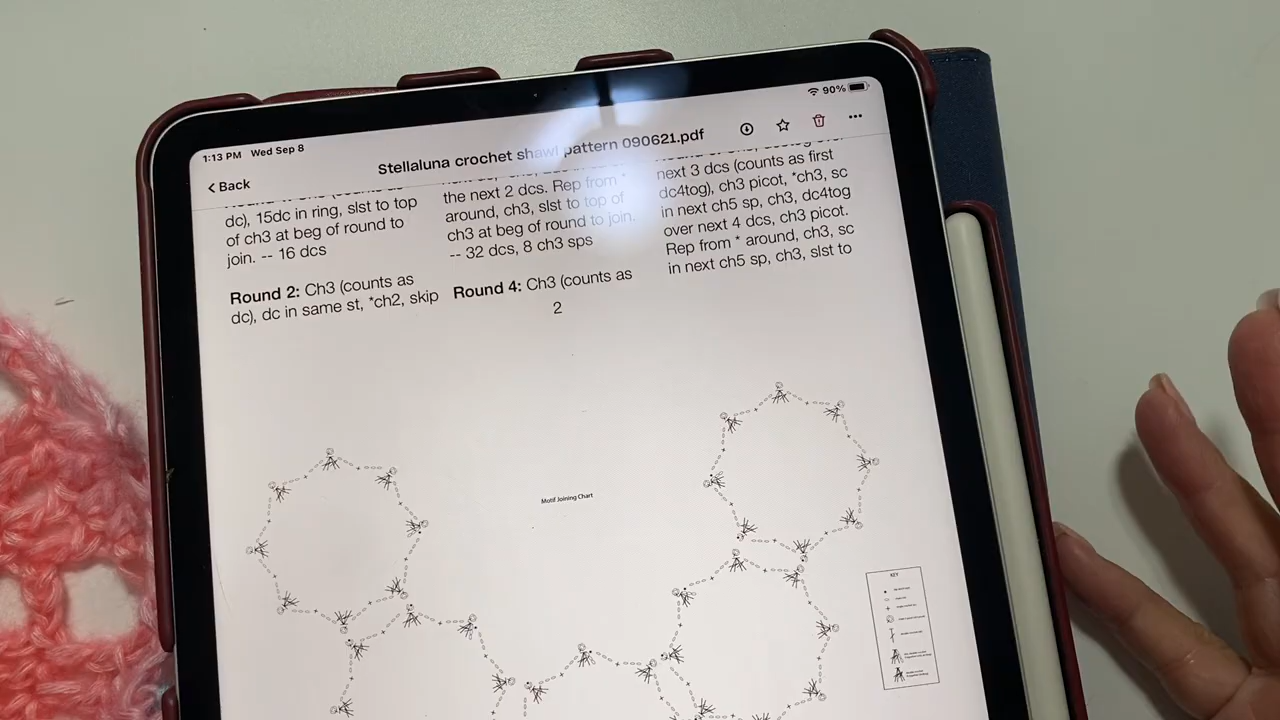 1:13 PM Wed Sep 8
90%
Back
Stellaluna crochet shawl pattern 090621.pdf
dc), 15dc in ring, slst to top
of ch3 at beg of round to
join. -- 16 dcs
Round 2: Ch3 (counts as
dc), dc in same st, *ch2, skip
the next 2 dcs. Rep from *
around, ch3, slst to top of
ch3 at beg of round to join.
-- 32 dcs, 8 ch3 sps
Round 4: Ch3 (counts as
next 3 dcs (counts as first
dc4tog), ch3 picot, *ch3, sc
in next ch5 sp, ch3, dc4tog
over next 4 dcs, ch3 picot.
Rep from * around, ch3, sc
in next ch5 sp, ch3, slst to
2
Motif Joining Chart
KEY